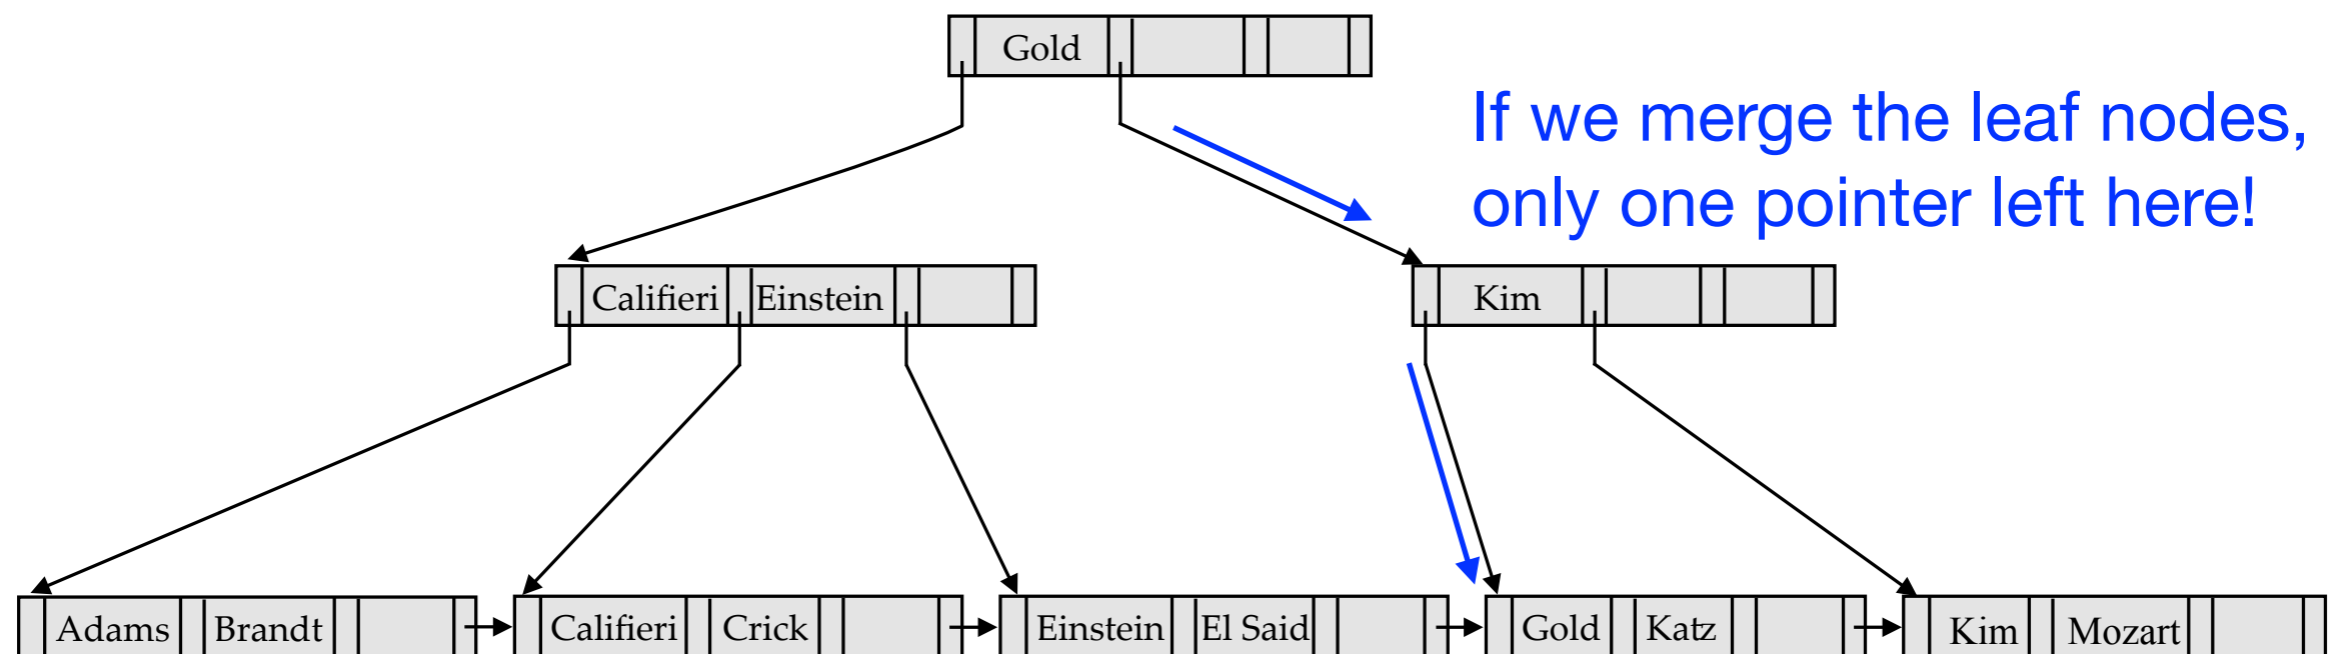 Gold
If we merge the leaf nodes,
only one pointer left here!
Califieri Einstein
Kim
Adams Brandt
Califieri Crick
Einstein El Said
Gold Katz
Kim Mozart